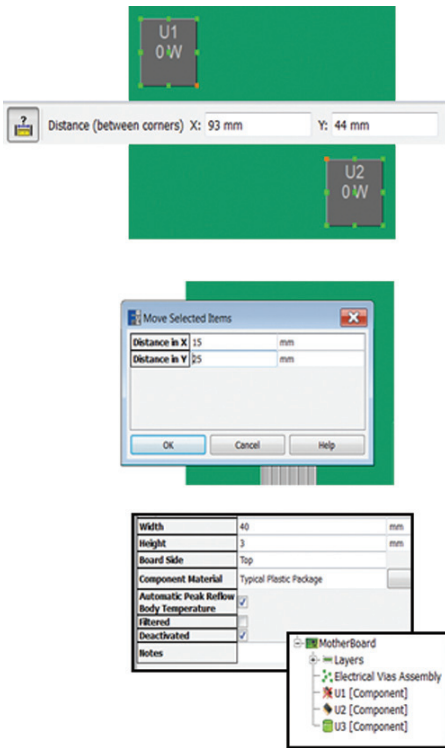 U1
0 W
?
Distance (between corners) X: 93 mm Y: 44 mm
U2
0 W
Move Selected Items
Distance in X 15 mm
Distance in Y 25 mm
OK Cancel Help
Width 40 mm
Height 3 mm
Board Side Top
Component Material Typical Plastic Package
Automatic Peak Reflow
Body Temperature
Filtered
Deactivated
Notes
MotherBoard
Layers
Electrical Vias Assembly
U1 [Component]
U2 [Component]
U3 [Component]